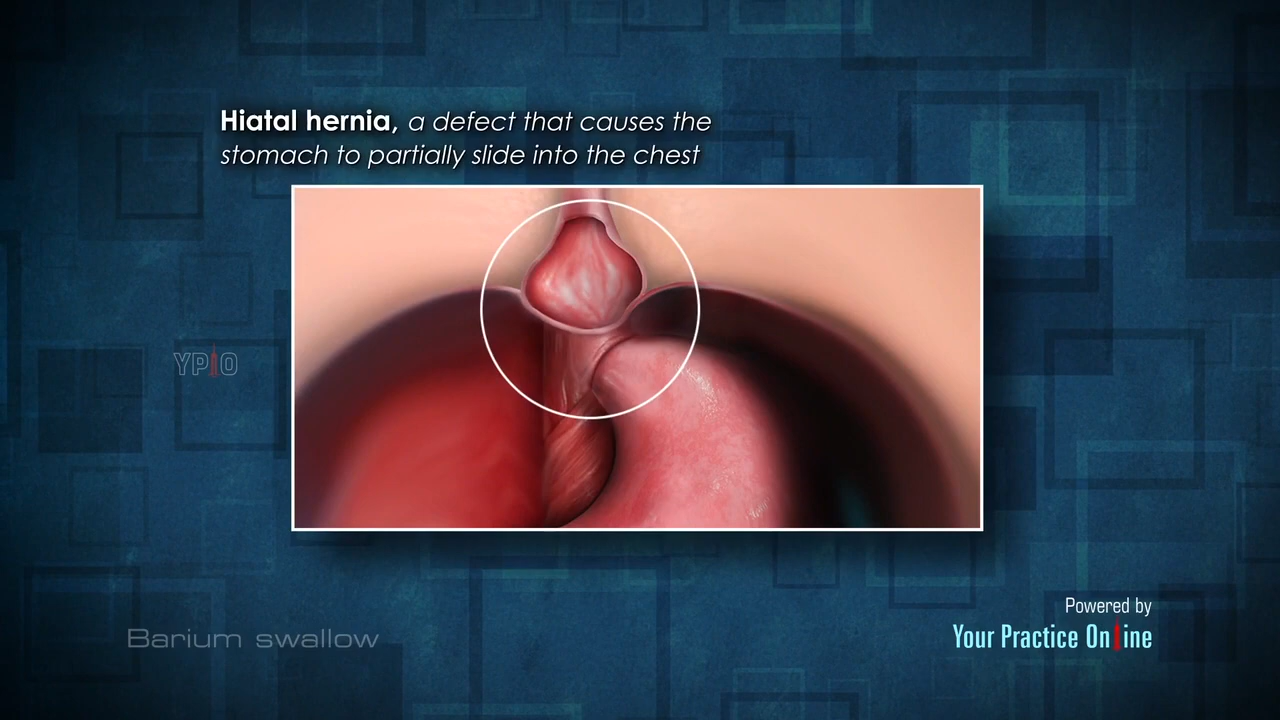 Hiatal hernia, a defect that causes the
stomach to partially slide into the chest
YPIO
Barium swallow
Powered by
Your Practice Online